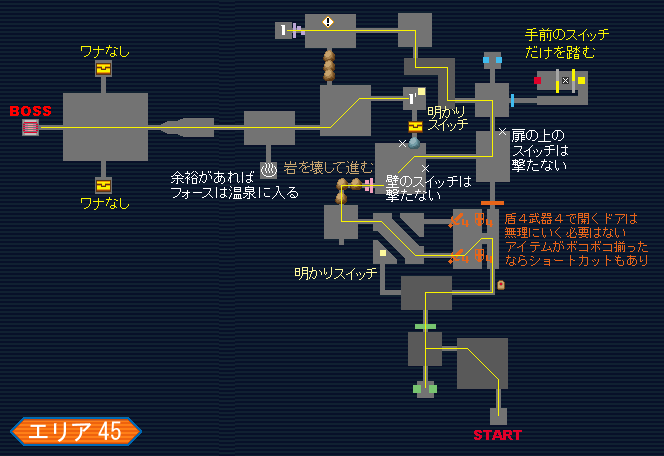 手前のスイッチ
だけを踏む
ワナなし
BOSS
1
1'
明かり
スイッチ
扉の上の
スイッチは
撃たない
岩を壊して進む
余裕があれば
フォースは温泉に入る
壁のスイッチは
撃たない
ワナなし
盾４武器４で開くドアは
無理にいく必要はない
アイテムがボコボコ揃った
ならショートカットもあり
4
4
4
4
明かりスイッチ
エリア 45
START